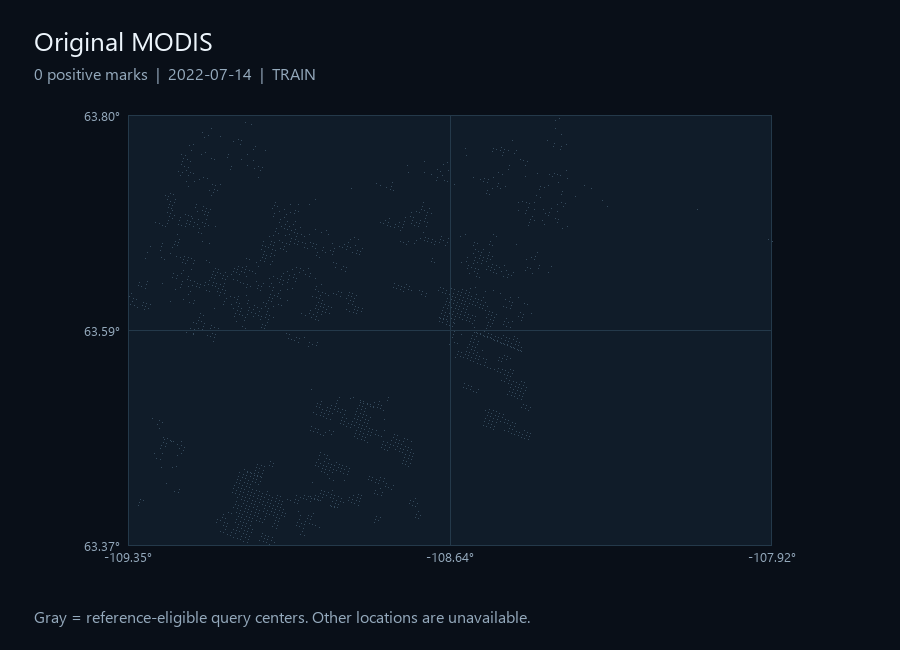 Original MODIS
0 positive marks | 2022-07-14 | TRAIN
63.80°
63.59°
63.37°
-109.35°
-108.64°
-107.92°
Gray = reference-eligible query centers. Other locations are unavailable.